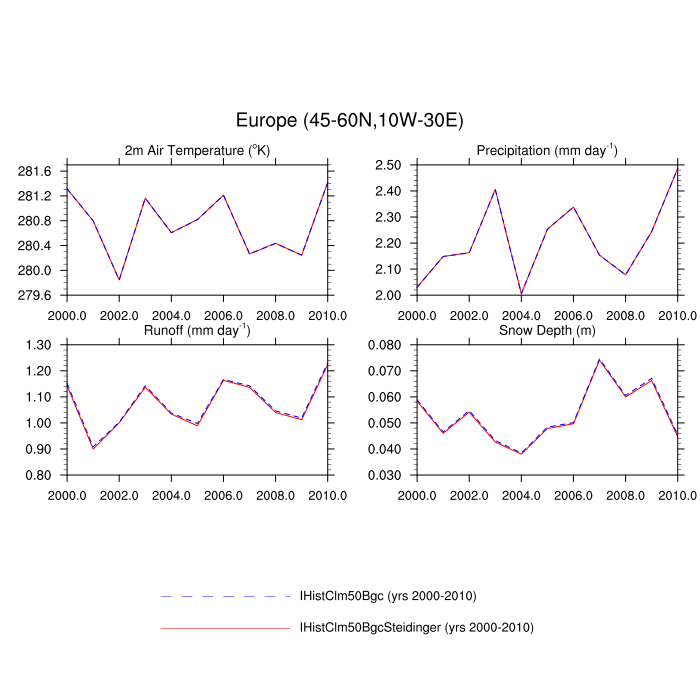 Europe (45-60N,10W-30E)
2m Air Temperature (°K)
Precipitation (mm day⁻¹)
281.6
281.2
280.8
280.4
280.0
279.6
2000.0 2002.0 2004.0 2006.0 2008.0 2010.0
2.50
2.40
2.30
2.20
2.10
2.00
2000.0 2002.0 2004.0 2006.0 2008.0 2010.0
Runoff (mm day⁻¹)
Snow Depth (m)
1.30
1.20
1.10
1.00
0.90
0.80
2000.0 2002.0 2004.0 2006.0 2008.0 2010.0
0.080
0.070
0.060
0.050
0.040
0.030
2000.0 2002.0 2004.0 2006.0 2008.0 2010.0
IHistClm50Bgc (yrs 2000-2010)
IHistClm50BgcSteidinger (yrs 2000-2010)